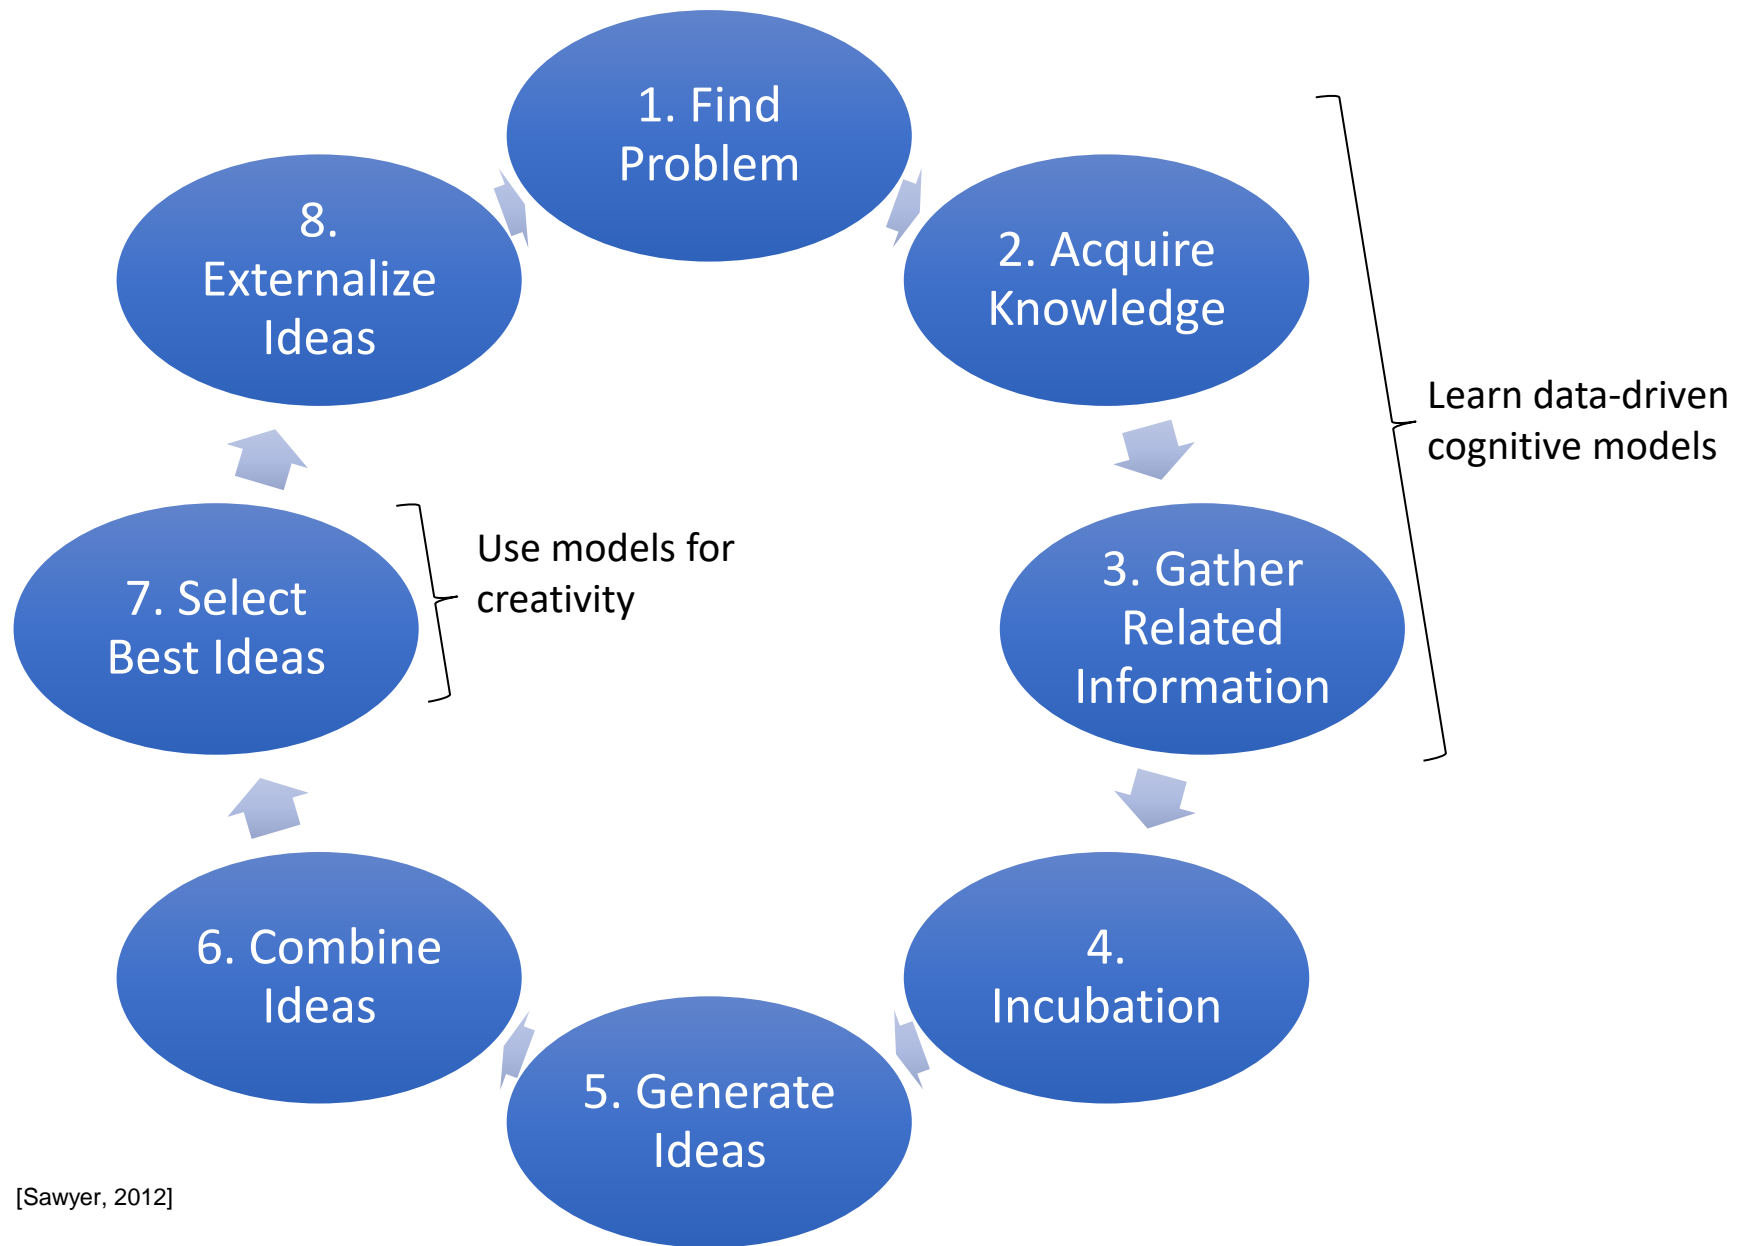 1. Find
Problem
2. Acquire
Knowledge
3. Gather
Related
Information
4.
Incubation
5. Generate
Ideas
6. Combine
Ideas
7. Select
Best Ideas
8.
Externalize
Ideas
Learn data-driven
cognitive models
Use models for
creativity
[Sawyer, 2012]